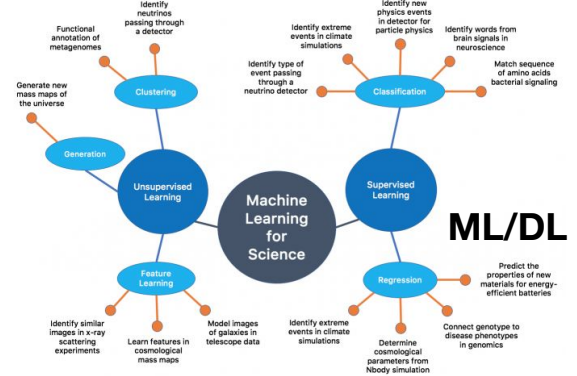 Identify
neutrinos
passing through
a detector
Functional
annotation of
metagenomes
Clustering
Generate new
mass maps of
the universe
Generation
Unsupervised
Learning
Feature
Learning
Identify similar
images in x-ray
scattering
experiments
Learn features in
cosmological
mass maps
Model images
of galaxies in
telescope data
Machine
Learning
for
Science
Classify new
physics events
in detector for
particle physics
Identify extreme
events in climate
simulations
Identify words from
brain signals in
neuroscience
Identify type of
event passing
through a
neutrino detector
Match sequence
of amino acids
bacterial signaling
Classification
Supervised
Learning
ML/DL
Regression
Predict the
properties of new
materials for energy-
efficient batteries
Identify extreme
events in climate
simulations
Determine
cosmological
parameters from
Nbody simulation
Connect genotype to
disease phenotypes
in genomics